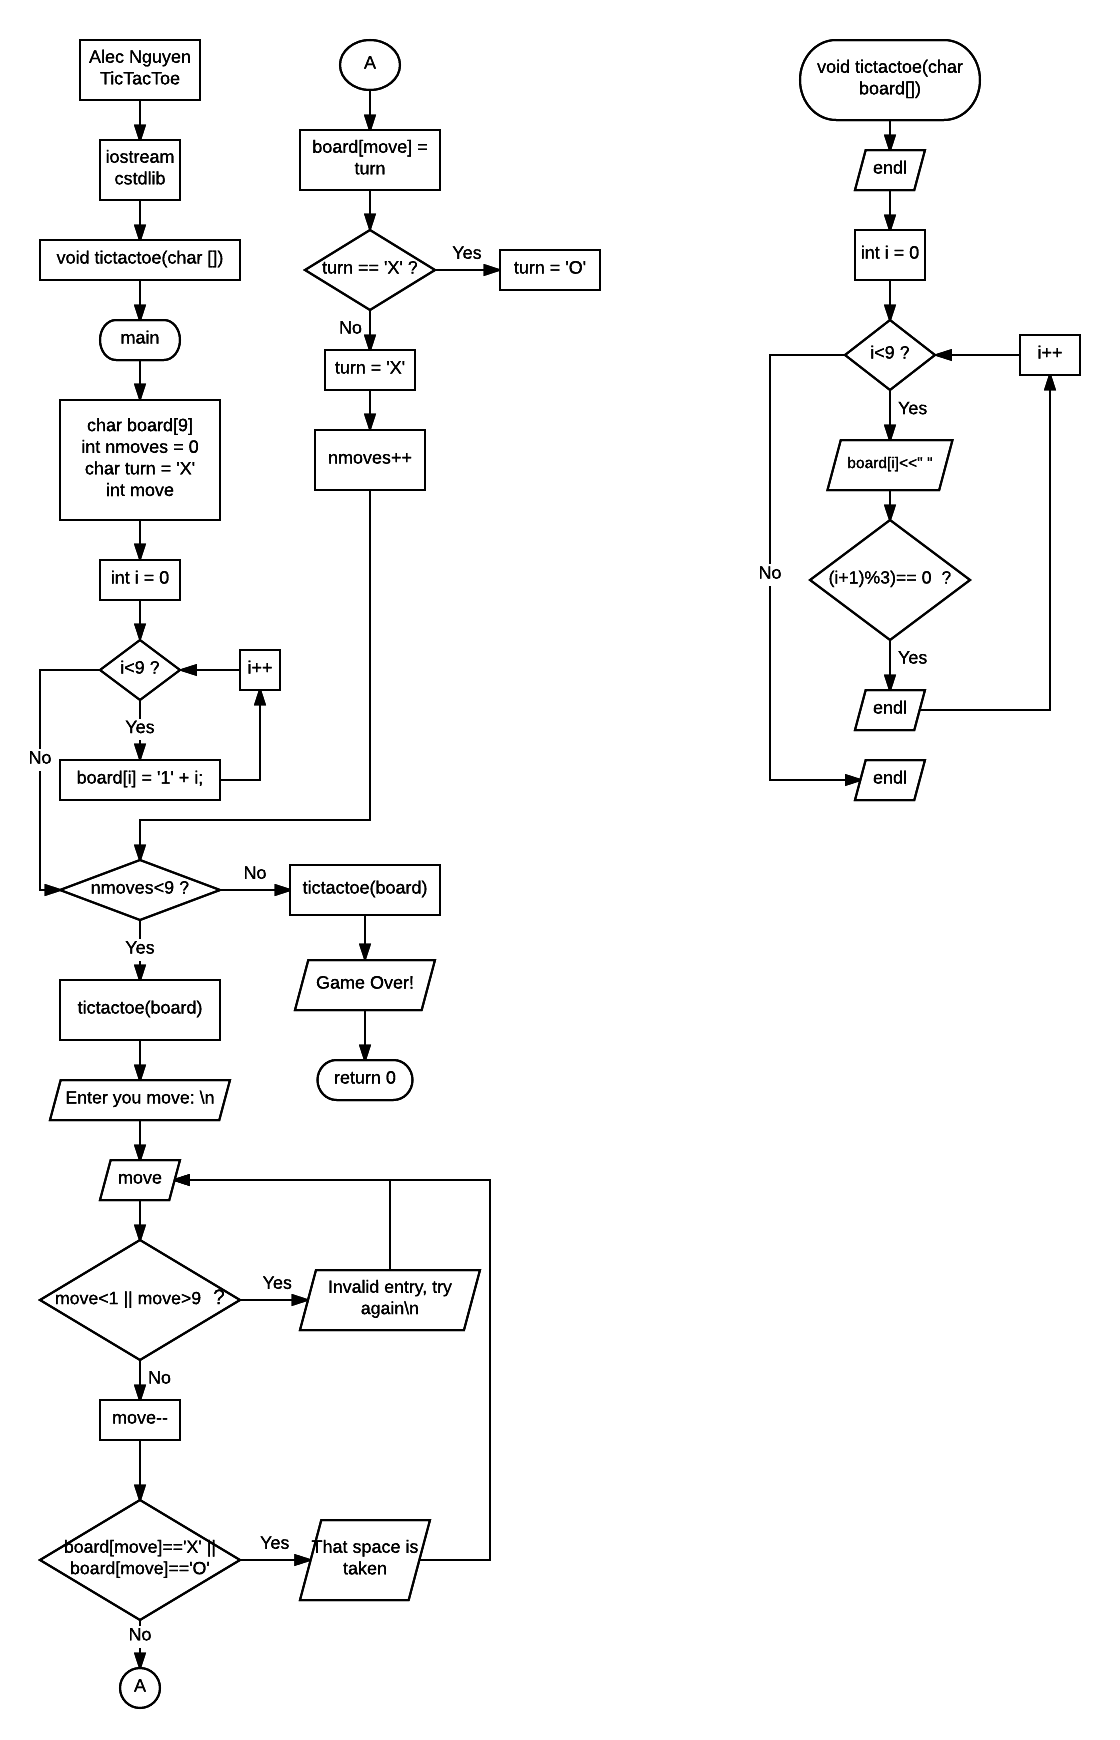 Alec Nguyen
TicTacToe
iostream
cstdlib
void tictactoe(char [])
main
char board[9]
int nmoves = 0
char turn = 'X'
int move
int i = 0
i<9 ?
i++
Yes
No
board[i] = '1' + i;
nmoves<9 ?
No
tictactoe(board)
Game Over!
return 0
Yes
tictactoe(board)
Enter you move: \n
move
move<1 || move>9 ?
Yes
Invalid entry, try
again\n
No
move--
board[move]=='X' ||
board[move]=='O'
Yes
That space is
taken
No
A
A
board[move] =
turn
turn == 'X' ?
Yes
turn = 'O'
No
turn = 'X'
nmoves++
void tictactoe(char
board[])
endl
int i = 0
i<9 ?
i++
Yes
board[i]<<" "
No
(i+1)%3)== 0 ?
Yes
endl
endl